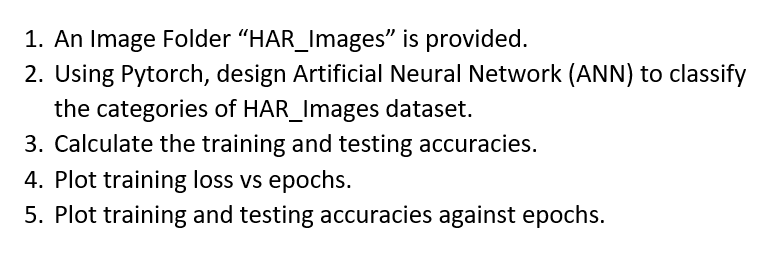 1. An Image Folder “HAR_Images” is provided.
2. Using Pytorch, design Artificial Neural Network (ANN) to classify
the categories of HAR_Images dataset.
3. Calculate the training and testing accuracies.
4. Plot training loss vs epochs.
5. Plot training and testing accuracies against epochs.